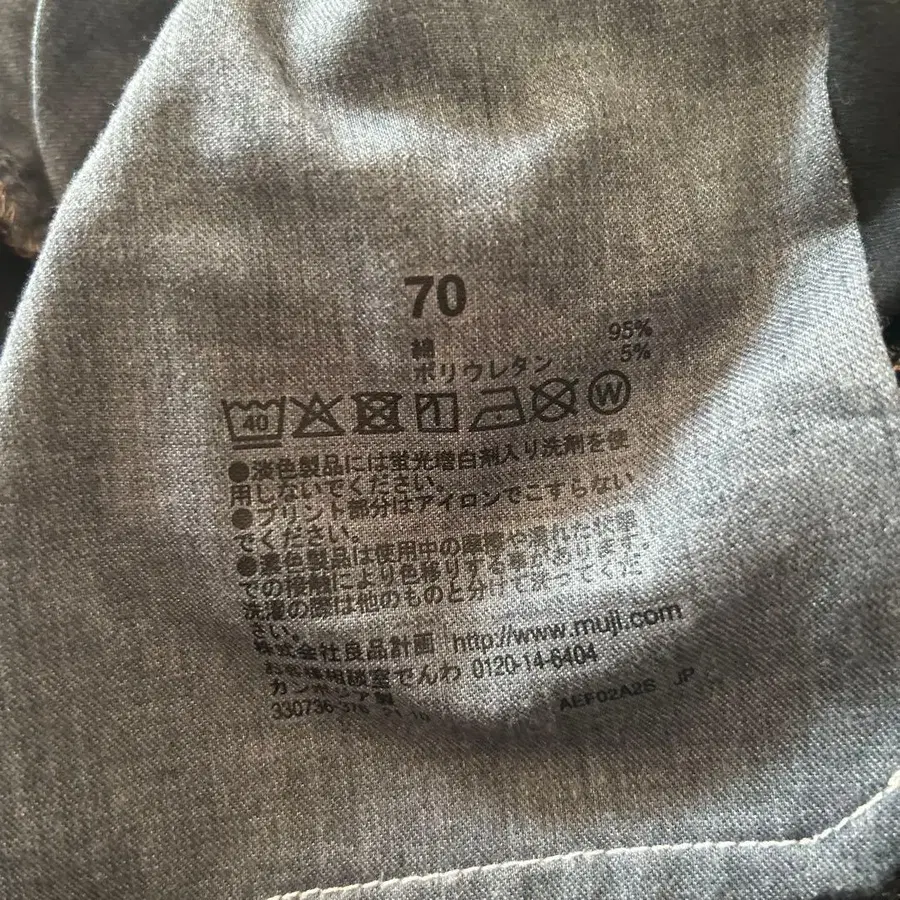 70
綿 95%
ポリウレタン 5%
40 W
●淡色製品には蛍光増白剤入り洗剤を使
用しないでください。
●プリント部分はアイロンでこすらない
でください。
●濃色製品は使用中の摩擦や濡れた状態
での接触により色移りする事があります。
洗濯の際は他のものと分けて洗ってくだ
さい。
株式会社良品計画 http://www.muji.com
お客様相談室でんわ 0120-14-6404
カンボジア製
330736 AEF02A2S JP